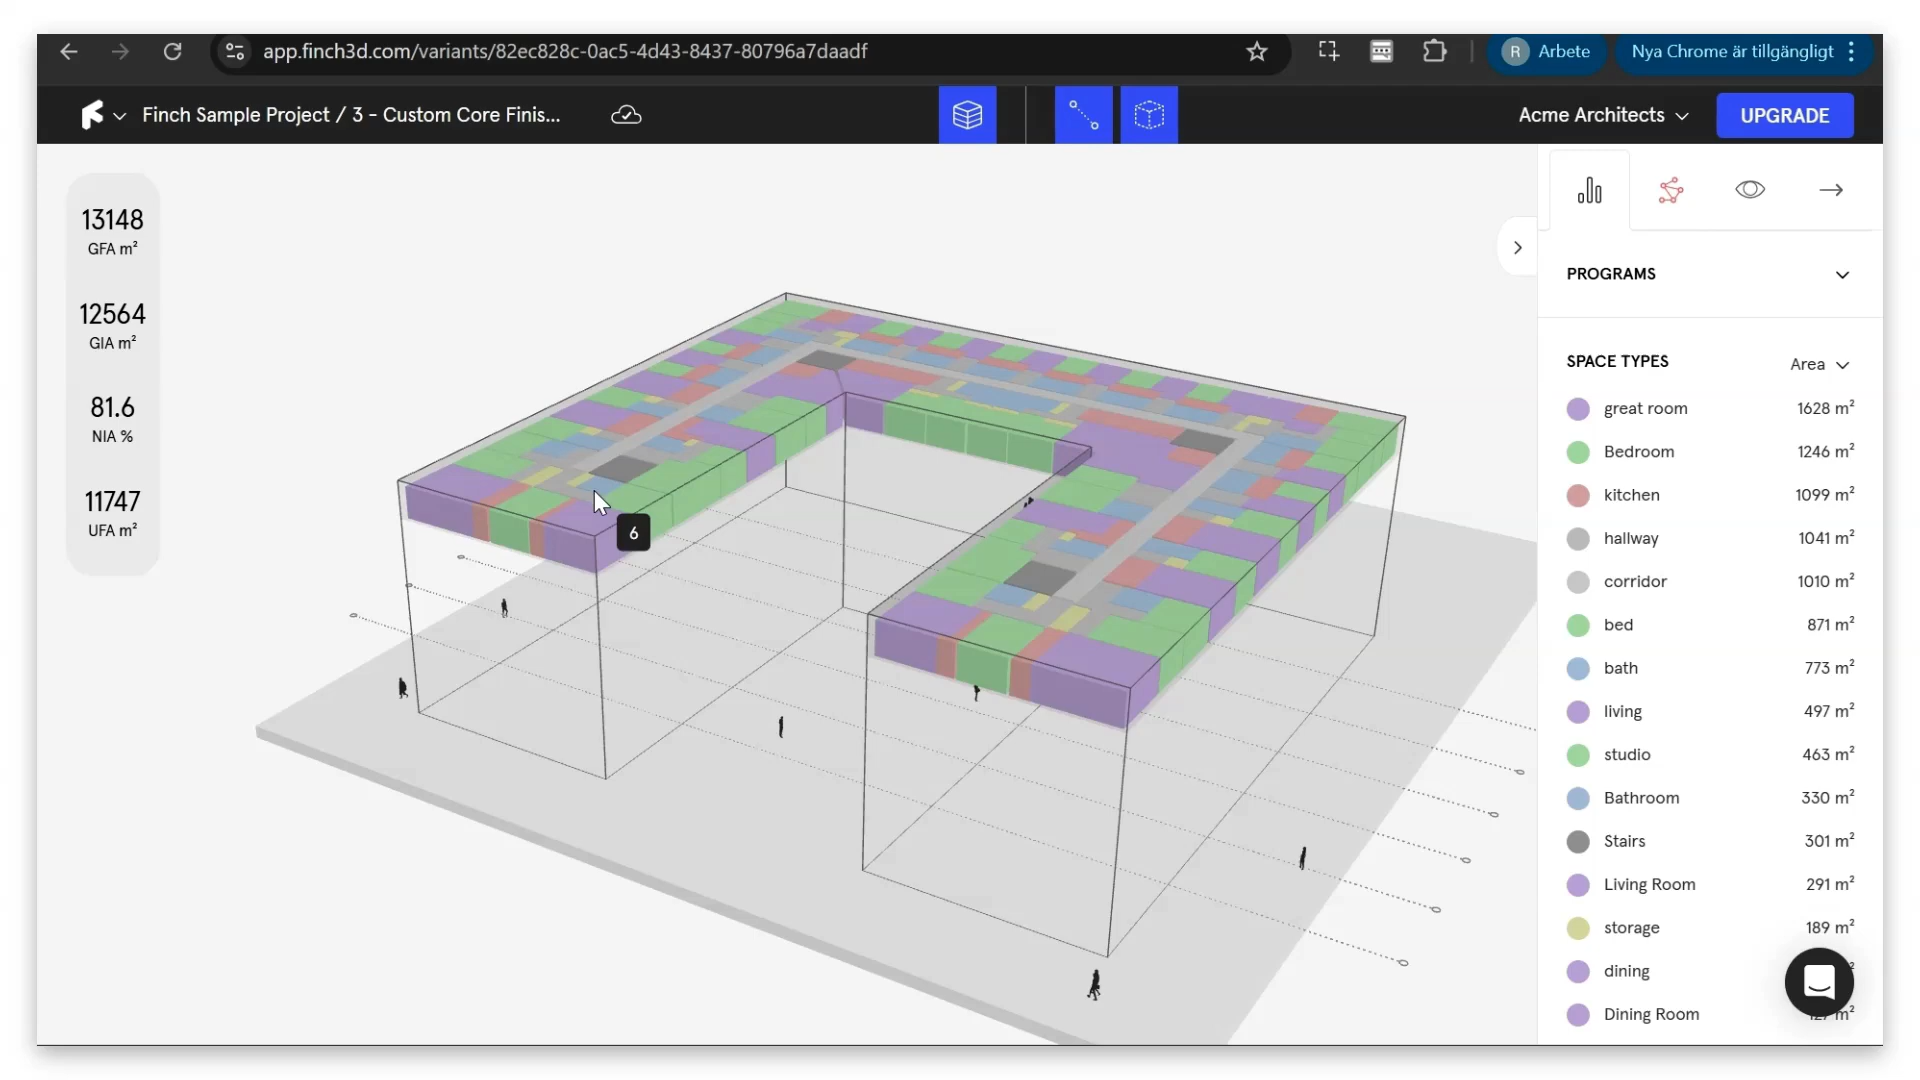 app.finch3d.com/variants/82ec828c-0ac5-4d43-8437-80796a7daadf
R Arbete
Nya Chrome är tillgängligt
Finch Sample Project / 3 - Custom Core Finis...
Acme Architects
UPGRADE
13148
GFA m²
12564
GIA m²
81.6
NIA %
11747
UFA m²
6
PROGRAMS
SPACE TYPES Area
great room 1628 m²
Bedroom 1246 m²
kitchen 1099 m²
hallway 1041 m²
corridor 1010 m²
bed 871 m²
bath 773 m²
living 497 m²
studio 463 m²
Bathroom 330 m²
Stairs 301 m²
Living Room 291 m²
storage 189 m²
dining
Dining Room m²